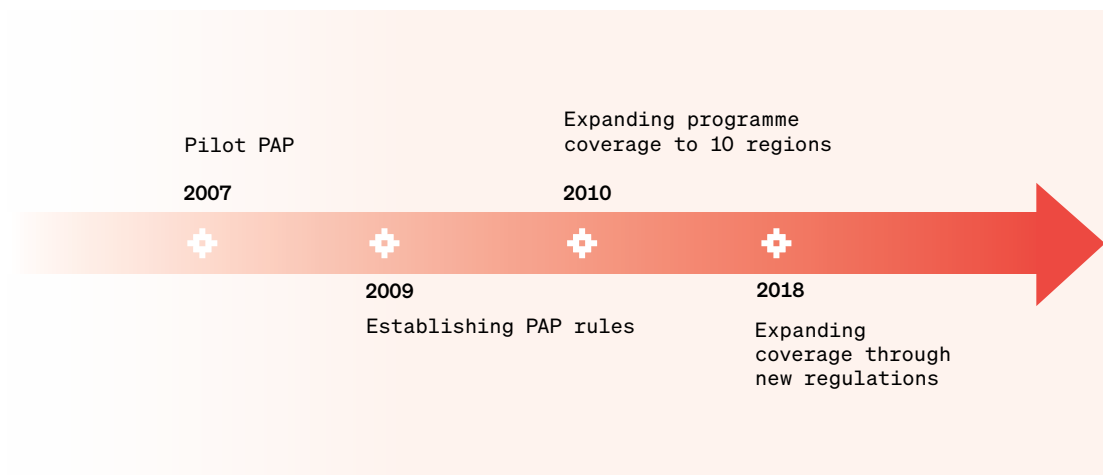 Pilot PAP
2007
2009
Establishing PAP rules
Expanding programme
coverage to 10 regions
2010
2018
Expanding
coverage through
new regulations